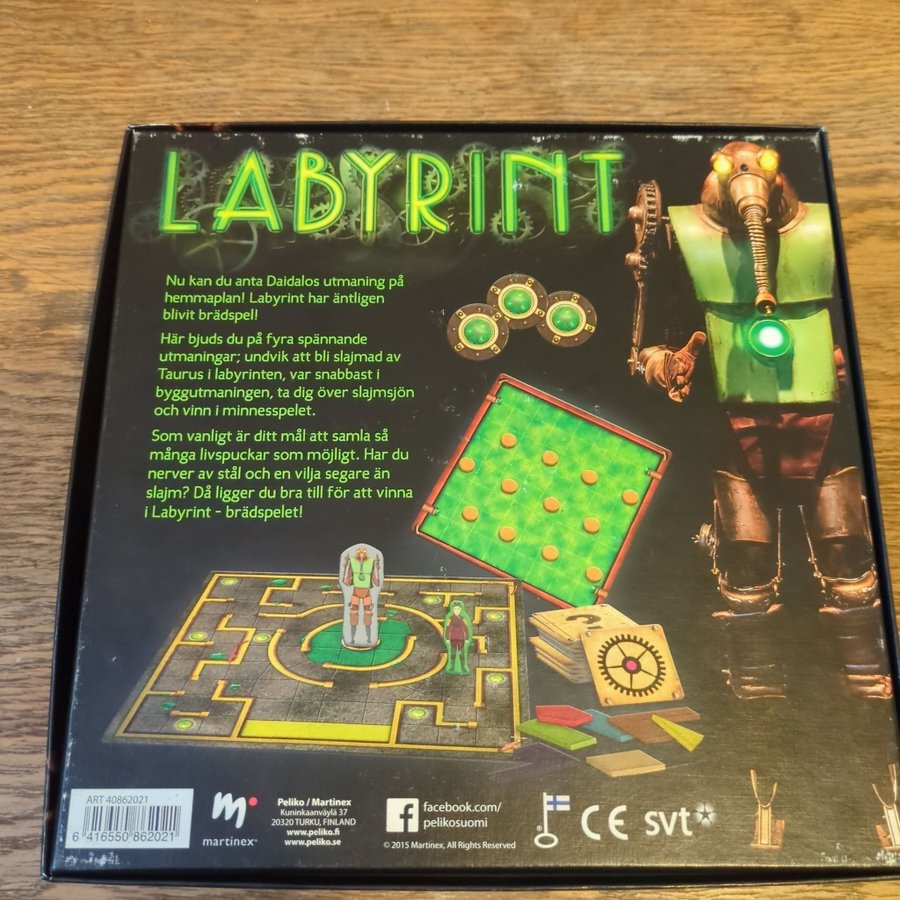 LABYRINT
Nu kan du anta Daidalos utmaning på
hemmaplan! Labyrint har äntligen
blivit brädspel!
Här bjuds du på fyra spännande
utmaningar; undvik att bli slajmad av
Taurus i labyrinten, var snabbast i
byggutmaningen, ta dig över slajmsjön
och vinn i minnesspelet.
Som vanligt är ditt mål att samla så
många livspuckar som möjligt. Har du
nerver av stål och en vilja segare än
slajm? Då ligger du bra till för att vinna
i Labyrint - brädspelet!
ART 40862021
6 416550 862021
martinex
Peliko / Martinex
Kuninkaanväylä 37
20320 TURKU, FINLAND
www.peliko.fi
www.peliko.se
facebook.com/
pelikosuomi
© 2015 Martinex, All Rights Reserved
CE
svt